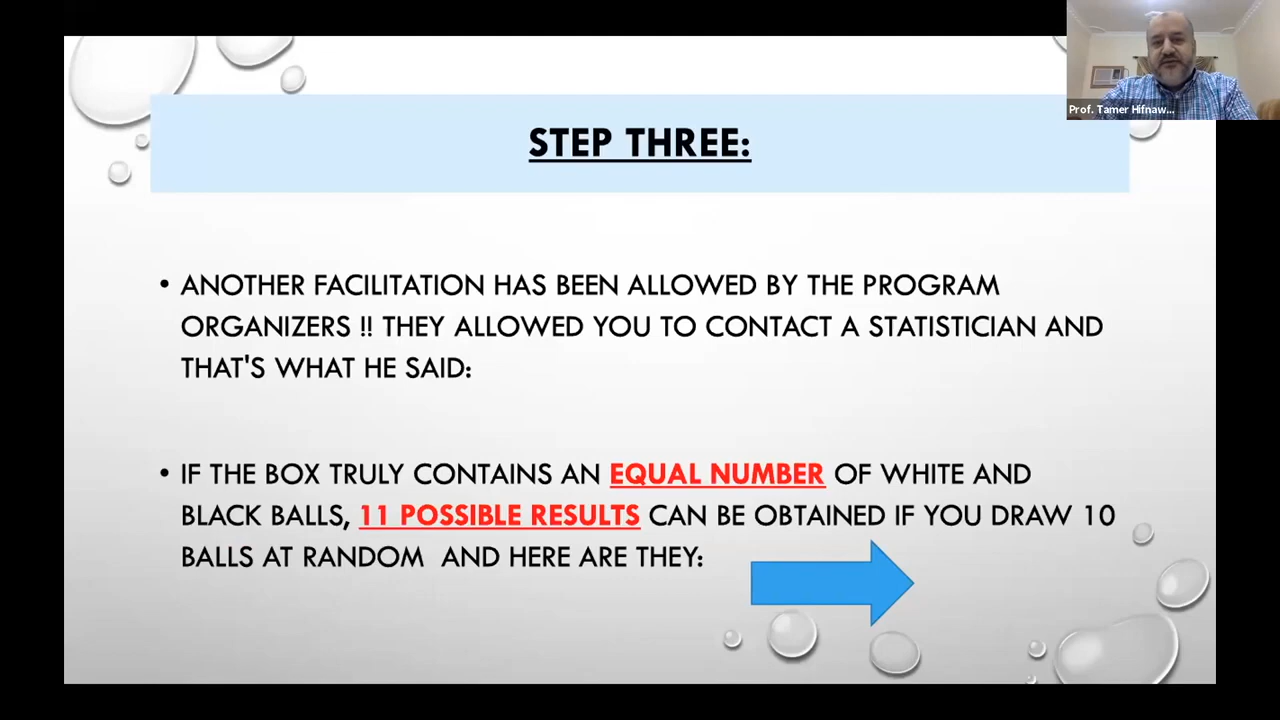 Prof. Tamer Hifnaw...
STEP THREE:
• ANOTHER FACILITATION HAS BEEN ALLOWED BY THE PROGRAM
ORGANIZERS !! THEY ALLOWED YOU TO CONTACT A STATISTICIAN AND
THAT'S WHAT HE SAID:
• IF THE BOX TRULY CONTAINS AN EQUAL NUMBER OF WHITE AND
BLACK BALLS, 11 POSSIBLE RESULTS CAN BE OBTAINED IF YOU DRAW 10
BALLS AT RANDOM AND HERE ARE THEY: